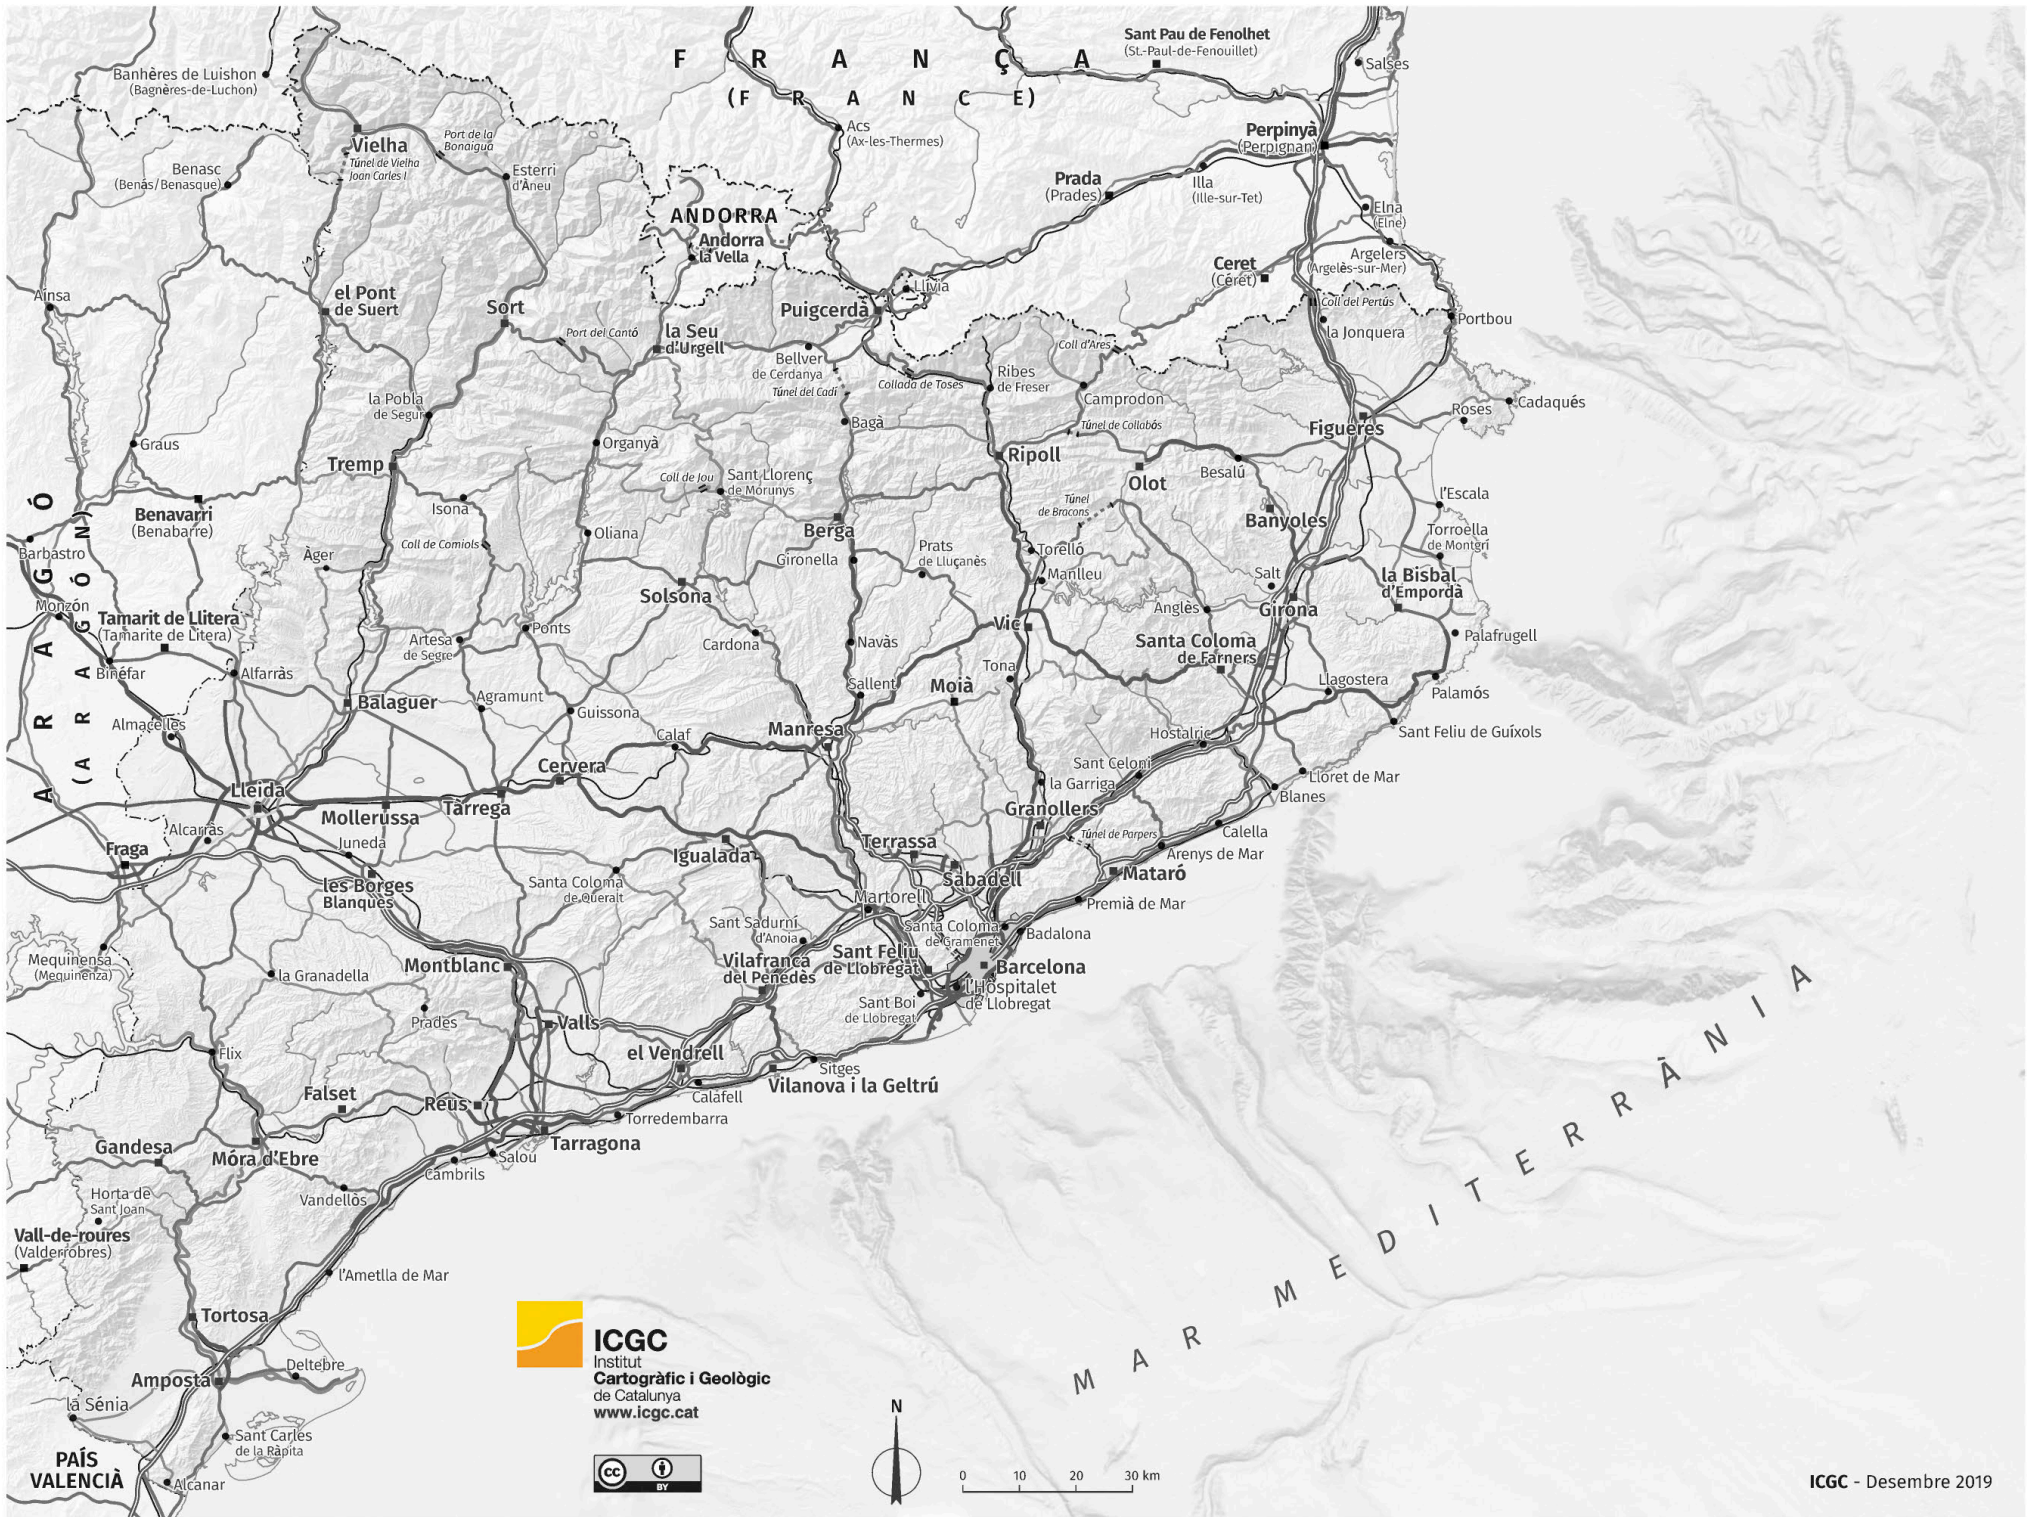 F R A N Ç A
(F R A N C E)
Sant Pau de Fenolhet
(St.-Paul-de-Fenouillet)
Salses
Banhères de Luishon
(Bagnères-de-Luchon)
Acs
(Ax-les-Thermes)
Perpinyà
(Perpignan)
Vielha
Túnel de Vielha
Joan Carles I
Port de la
Bonaigua
Benasc
(Benás/Benasque)
Esterri
d'Àneu
Prada
(Prades)
Illa
(Ille-sur-Tet)
Elna
(Elne)
ANDORRA
Andorra
la Vella
Argelers
(Argelès-sur-Mer)
Ceret
(Céret)
Aínsa
el Pont
de Suert
Sort
Puigcerdà
Llívia
Coll del Pertús
la Jonquera
Portbou
Port del Cantó
la Seu
d'Urgell
Bellver
de Cerdanya
Túnel del Cadí
Collada de Toses
Coll d'Ares
Ribes
de Freser
Camprodon
la Pobla
de Segur
Roses
Cadaqués
Figueres
Graus
Organyà
Bagà
Túnel de Collabós
Tremp
Ripoll
Coll de Jou
Sant Llorenç
de Morunys
Besalú
Olot
Isona
l'Escala
Benavarri
(Benabarre)
Túnel
de Bracons
Banyoles
Berga
Oliana
Torroella
de Montgrí
Coll de Comiols
Barbastro
Àger
Gironella
Prats
de Lluçanès
Torelló
Manlleu
Salt
la Bisbal
d'Empordà
Solsona
Monzón
Anglès
Girona
Tamarit de Llitera
(Tamarite de Litera)
Ponts
Vic
Artesa
de Segre
Cardona
Navàs
Santa Coloma
de Farners
Palafrugell
Binéfar
Alfarràs
Tona
Sallent
Moià
Llagostera
Palamós
Balaguer
Agramunt
Guissona
Almacelles
Manresa
Calaf
Hostalric
Sant Feliu de Guíxols
Cervera
Sant Celoni
Lloret de Mar
la Garriga
Blanes
Lleida
Mollerussa
Tàrrega
Granollers
A R A G Ó
(A R A G Ó N)
Alcarràs
Juneda
Terrassa
Túnel de Parpers
Calella
Fraga
Igualada
Arenys de Mar
Sabadell
Mataró
les Borges
Blanques
Santa Coloma
de Queralt
Martorell
Premià de Mar
Sant Sadurní
d'Anoia
Santa Coloma
de Gramenet
Badalona
Mequinensa
(Mequinenza)
la Granadella
Montblanc
Vilafranca
del Penedès
Sant Feliu
de Llobregat
Barcelona
l'Hospitalet
de Llobregat
Sant Boi
de Llobregat
Prades
Valls
Flix
el Vendrell
Sitges
Vilanova i la Geltrú
Calafell
Falset
Reus
Torredembarra
Gandesa
Móra d'Ebre
Tarragona
Salou
Cambrils
Horta de
Sant Joan
Vandellòs
Vall-de-roures
(Valderrobres)
l'Ametlla de Mar
Tortosa
Deltebre
Amposta
la Sénia
Sant Carles
de la Ràpita
PAÍS
VALENCIÀ
Alcanar
MAR MEDITERRÀNIA
ICGC
Institut
Cartogràfic i Geològic
de Catalunya
www.icgc.cat
cc
BY
N
0 10 20 30 km
ICGC - Desembre 2019